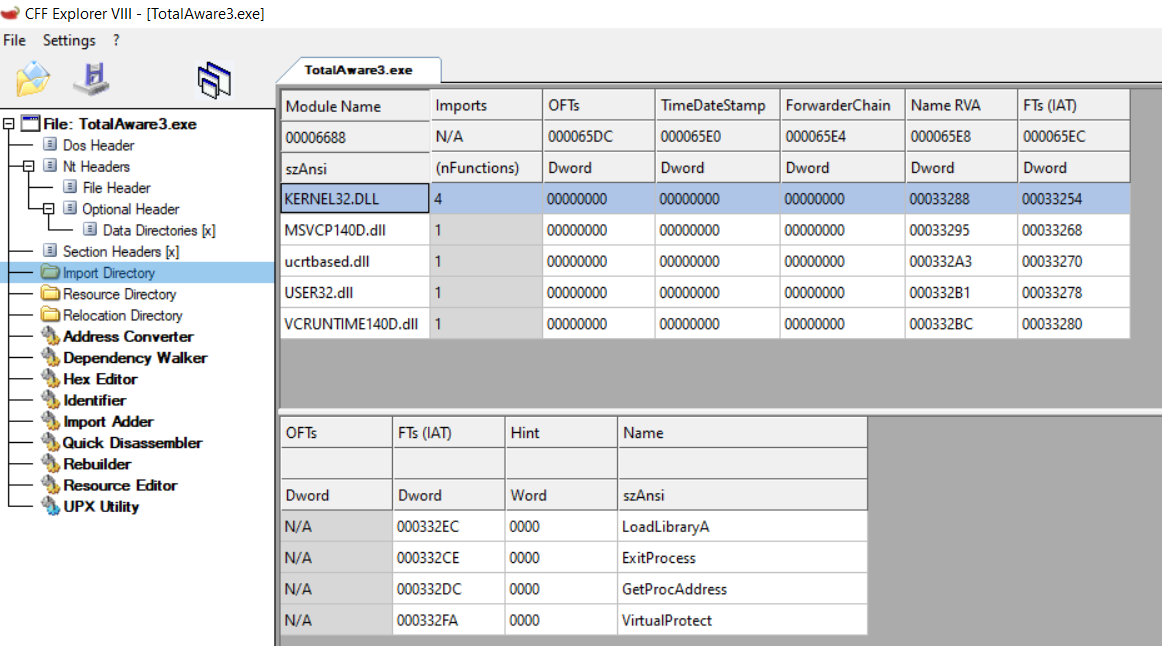 CFF Explorer VIII - [TotalAware3.exe]
File Settings ?
TotalAware3.exe
File: TotalAware3.exe
Dos Header
Nt Headers
File Header
Optional Header
Data Directories [x]
Section Headers [x]
Import Directory
Resource Directory
Relocation Directory
Address Converter
Dependency Walker
Hex Editor
Identifier
Import Adder
Quick Disassembler
Rebuilder
Resource Editor
UPX Utility
Module Name Imports OFTs TimeDateStamp ForwarderChain Name RVA FTs (IAT)
00006688 N/A 000065DC 000065E0 000065E4 000065E8 000065EC
szAnsi (nFunctions) Dword Dword Dword Dword Dword
KERNEL32.DLL 4 00000000 00000000 00000000 00033288 00033254
MSVCP140D.dll 1 00000000 00000000 00000000 00033295 00033268
ucrtbased.dll 1 00000000 00000000 00000000 000332A3 00033270
USER32.dll 1 00000000 00000000 00000000 000332B1 00033278
VCRUNTIME140D.dll 1 00000000 00000000 00000000 000332BC 00033280
OFTs FTs (IAT) Hint Name
Dword Dword Word szAnsi
N/A 000332EC 0000 LoadLibraryA
N/A 000332CE 0000 ExitProcess
N/A 000332DC 0000 GetProcAddress
N/A 000332FA 0000 VirtualProtect